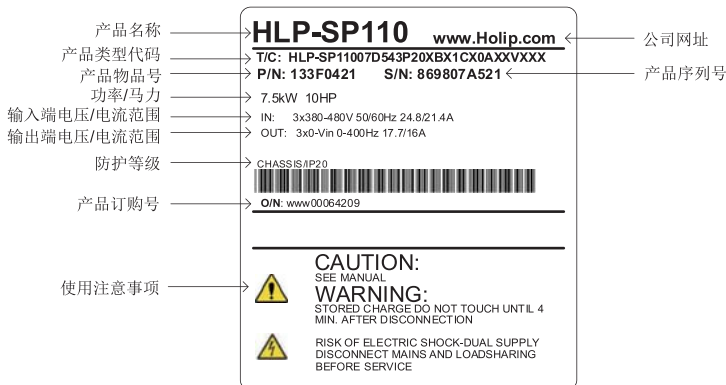 产品名称
HLP-SP110 www.Holip.com
公司网址
产品类型代码
T/C: HLP-SP11007D543P20XBX1CX0AXXVXXX
产品物品号
P/N: 133F0421 S/N: 869807A521
产品序列号
功率/马力
7.5kW 10HP
输入端电压/电流范围
IN: 3x380-480V 50/60Hz 24.8/21.4A
输出端电压/电流范围
OUT: 3x0-Vin 0-400Hz 17.7/16A
防护等级
CHASSIS/IP20
产品订购号
O/N: www00064209
使用注意事项
CAUTION:
SEE MANUAL
WARNING:
STORED CHARGE DO NOT TOUCH UNTIL 4
MIN. AFTER DISCONNECTION
RISK OF ELECTRIC SHOCK-DUAL SUPPLY
DISCONNECT MAINS AND LOADSHARING
BEFORE SERVICE